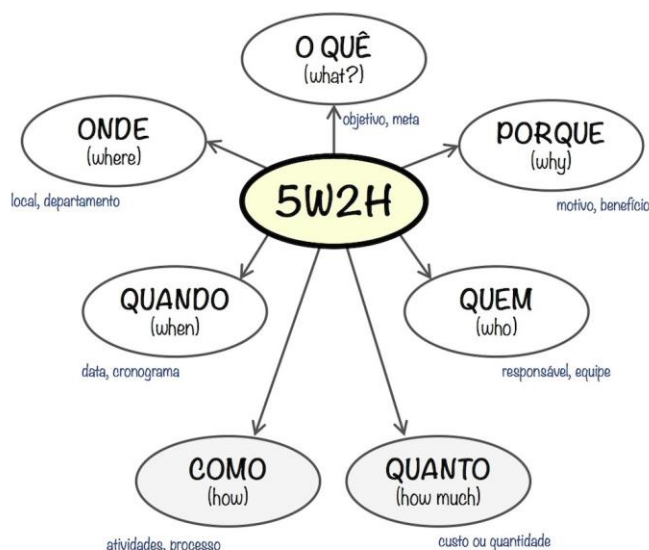 O QUÊ
(what?)
objetivo, meta
ONDE
(where)
local, departamento
PORQUE
(why)
motivo, benefício
5W2H
QUANDO
(when)
data, cronograma
QUEM
(who)
responsável, equipe
COMO
(how)
atividades, processo
QUANTO
(how much)
custo ou quantidade